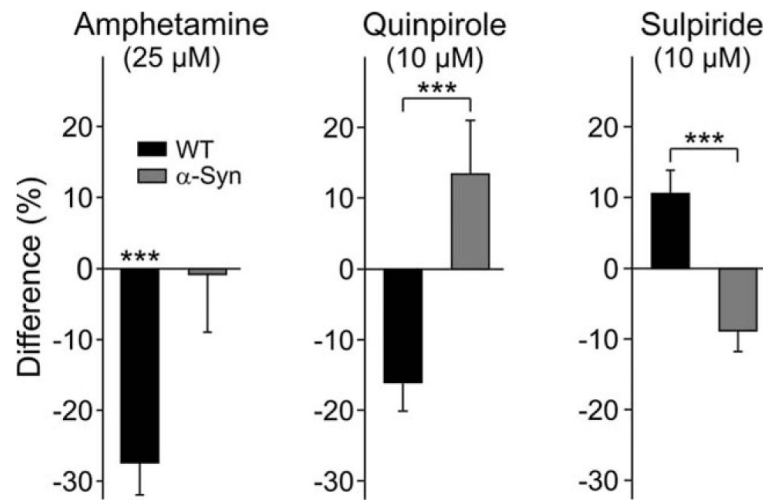 Amphetamine
(25 µM)
Quinpirole
(10 µM)
Sulpiride
(10 µM)
Difference (%)
20
10
0
-10
-20
-30
WT
α-Syn
***
20
10
0
-10
-20
-30
***
20
10
0
-10
-20
-30
***